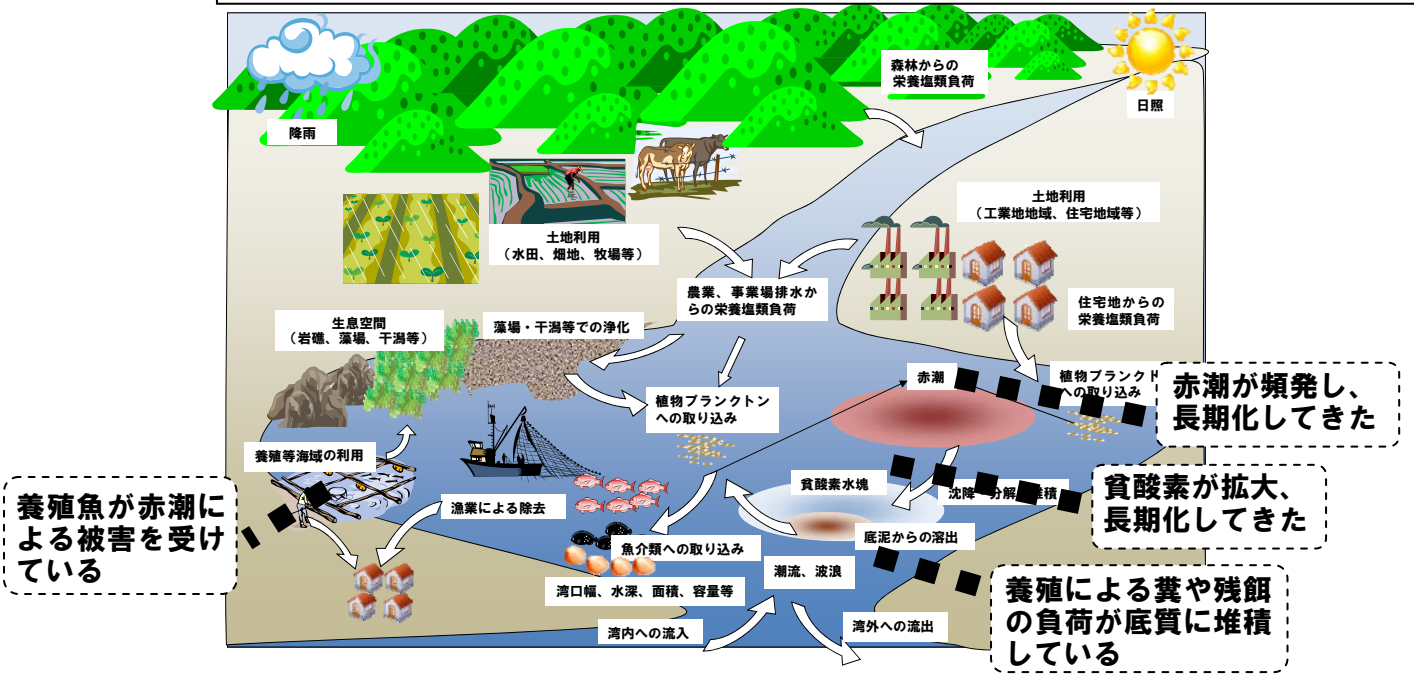 森林からの
栄養塩類負荷
日照
降雨
土地利用
（工業地地域、住宅地域等）
土地利用
（水田、畑地、牧場等）
農業、事業場排水か
らの栄養塩類負荷
住宅地からの
栄養塩類負荷
生息空間
（岩礁、藻場、干潟等）
藻場・干潟等での浄化
赤潮
植物プランクト
への取り込み
赤潮が頻発し、
長期化してきた
植物プランクトン
への取り込み
養殖等海域の利用
貧酸素水塊
沈降・分解・堆積
貧酸素が拡大、
長期化してきた
養殖魚が赤潮に
よる被害を受け
ている
漁業による除去
底泥からの溶出
魚介類への取り込み
潮流、波浪
湾口幅、水深、面積、容量等
養殖による糞や残餌
の負荷が底質に堆積
している
湾内への流入
湾外への流出